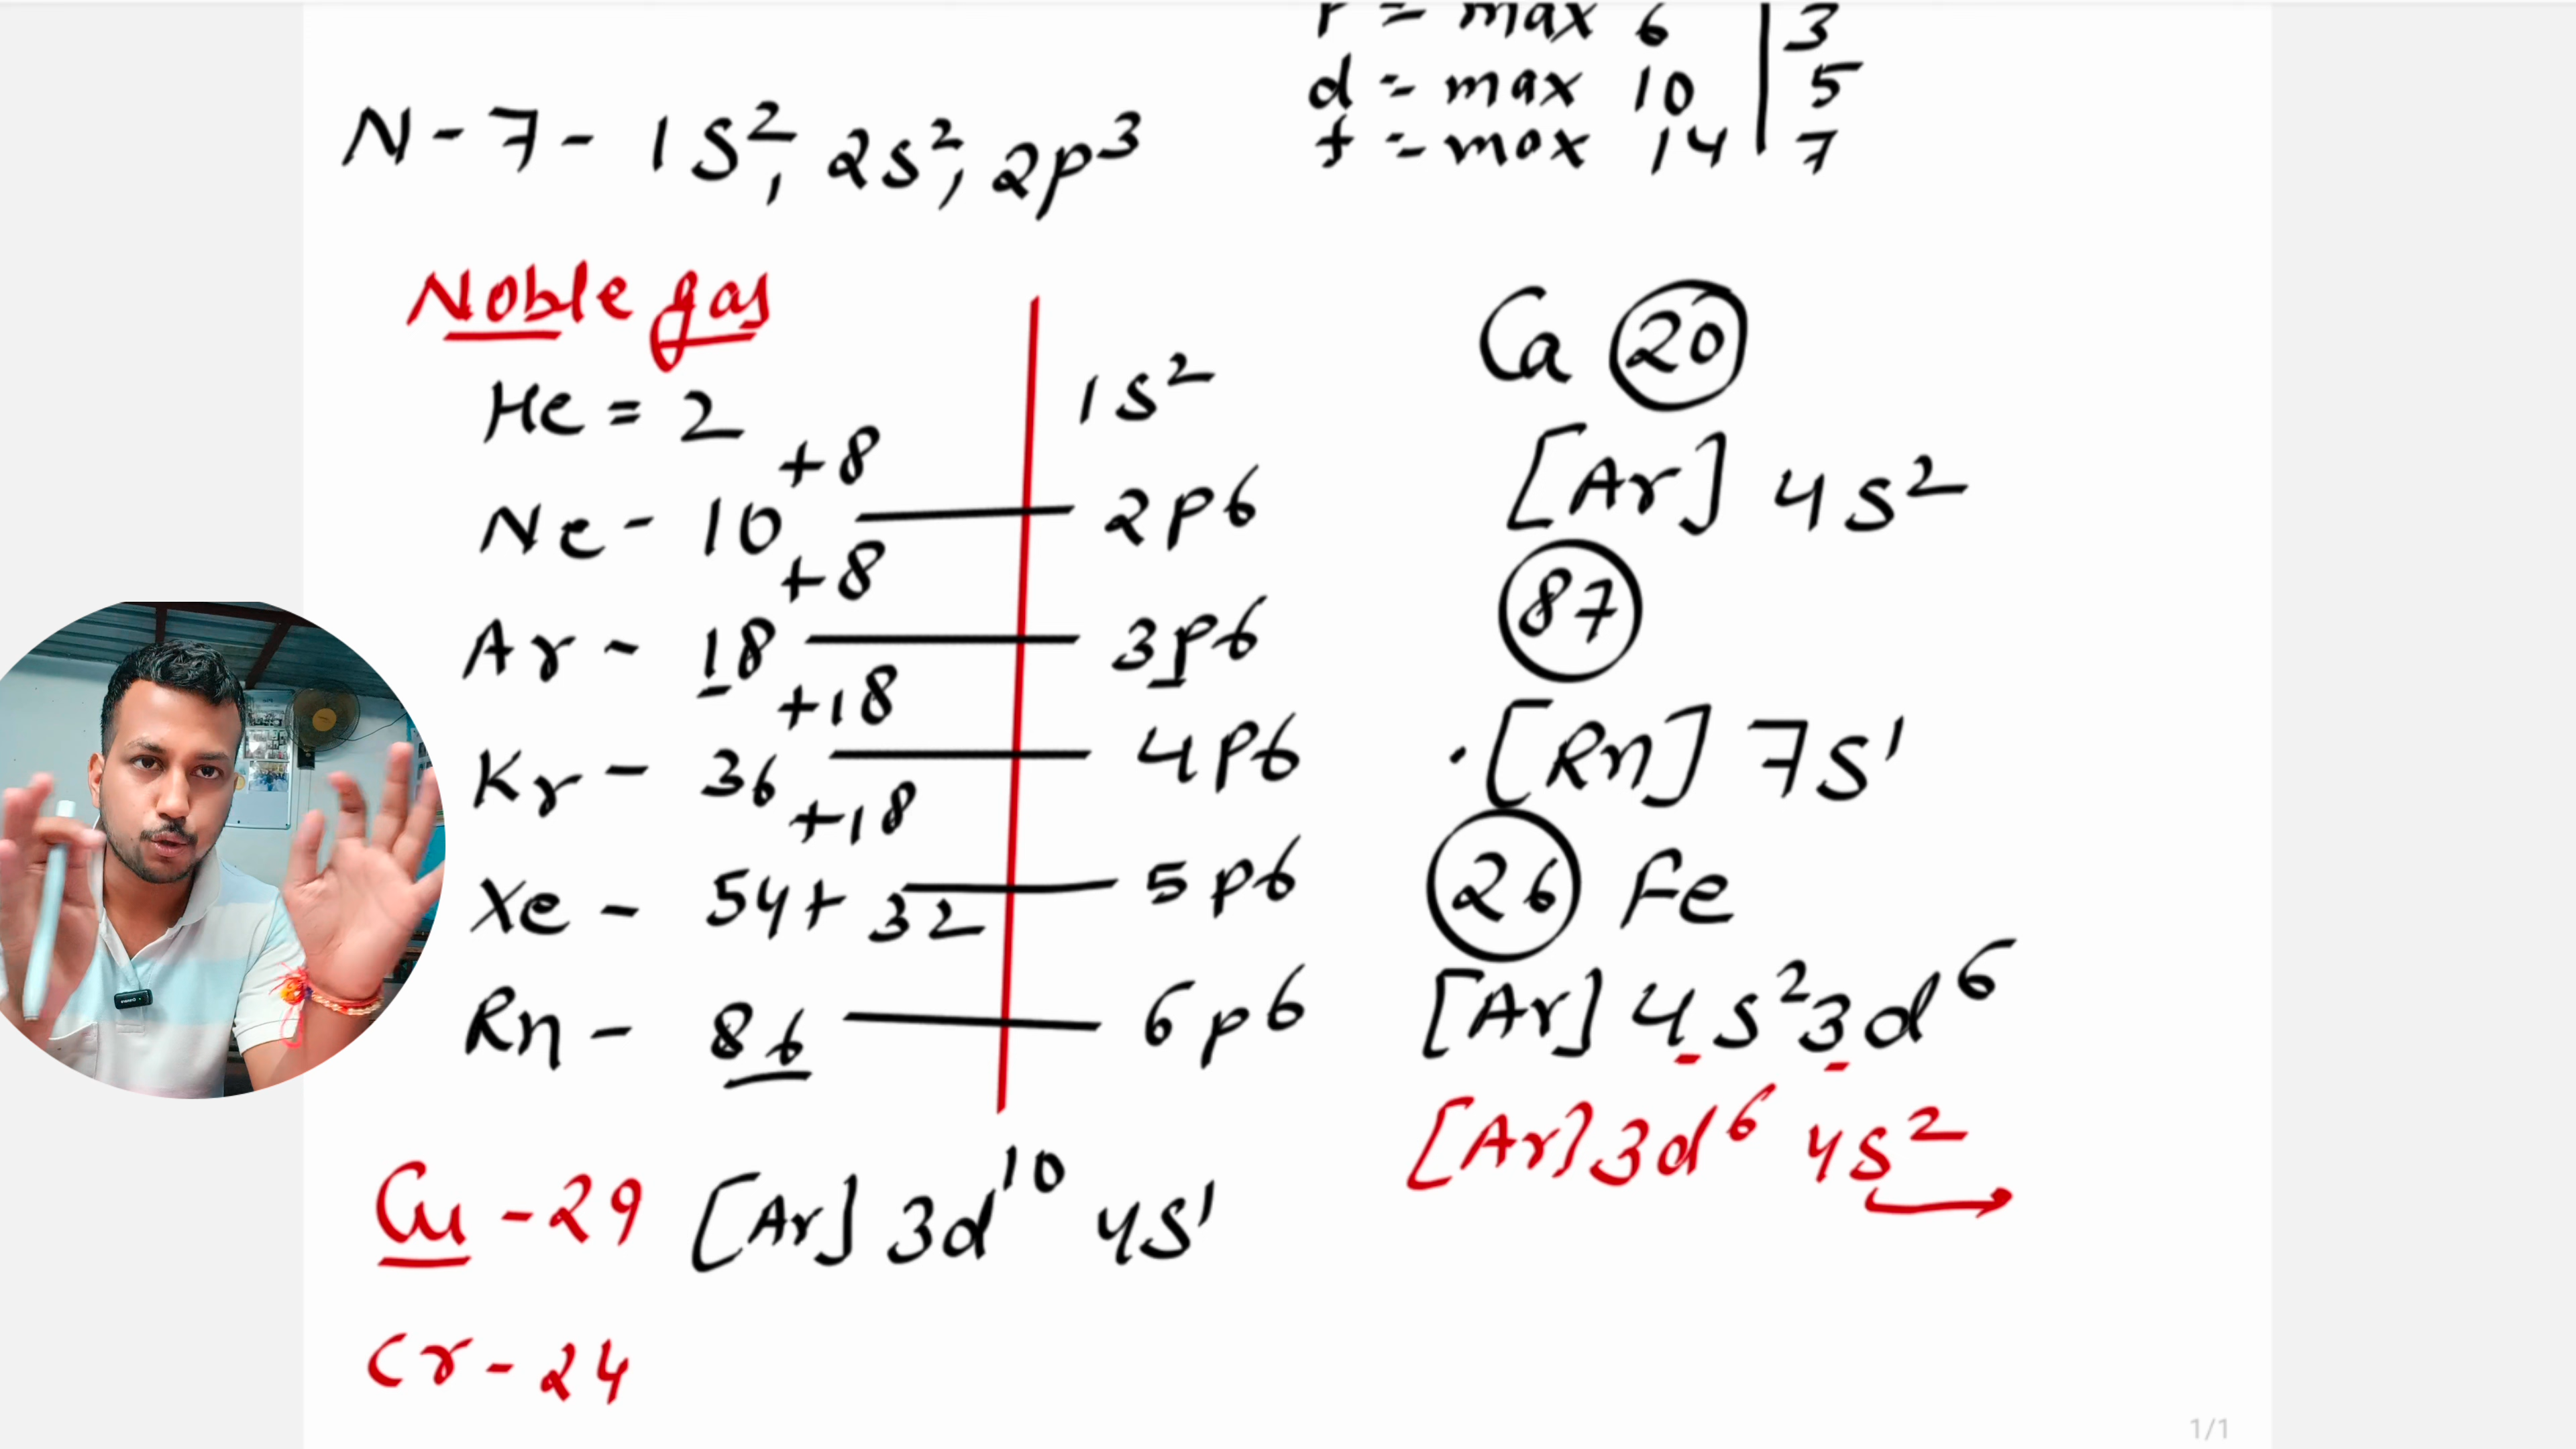 P = max 6 | 3
d = max 10 | 5
f = max 14 | 7
N - 7 - 1s², 2s², 2p³
Noble gas
He = 2 1s²
+8
Ne - 10 — 2p6
+8
Ar - 18 — 3p6
+18
Kr - 36 — 4p6
+18
Xe - 54+ 32 — 5p6
Rn - 86 — 6p6
Cu - 29 [Ar] 3d¹⁰ 4s¹
Cr - 24
Ca 20
[Ar] 4s²
87
[Rn] 7s¹
26 Fe
[Ar] 4s² 3d⁶
[Ar] 3d⁶ 4s²
1/1